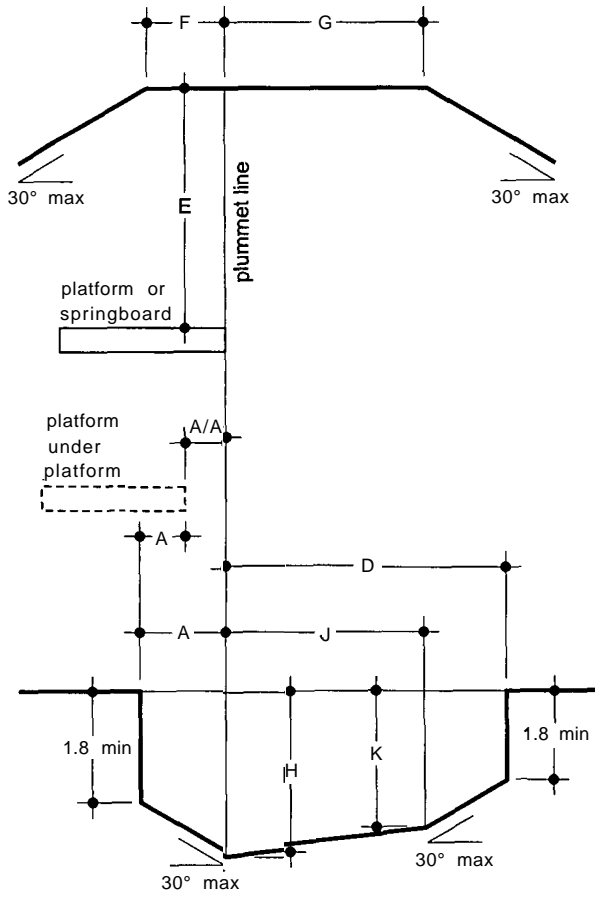 F
G
30° max
30° max
E
plummet line
platform or
springboard
platform
under
platform
A/A
A
D
A
J
1.8 min
H
K
1.8 min
30° max
30° max